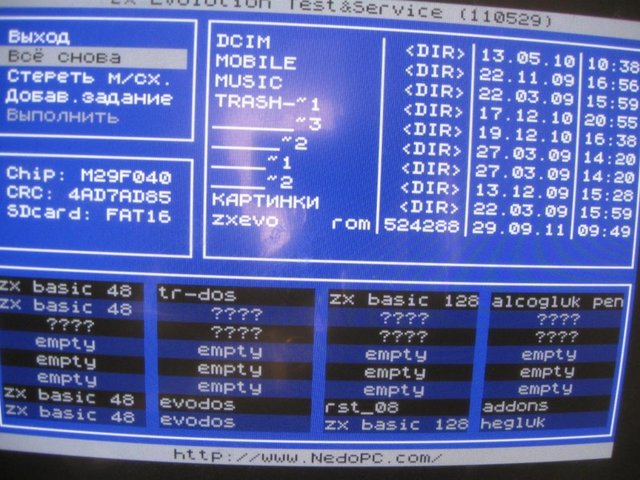 ZX Evolution Test&Service (110529)
Выход
Всё снова
Стереть м/сх.
Добав.задание
Выполнить
Chip: M29F040
CRC: 4AD7AD85
SDcard: FAT16
DCIM <DIR> 13.05.10 10:38
MOBILE <DIR> 22.11.09 16:56
MUSIC <DIR> 22.03.09 15:59
TRASH-~1 <DIR> 17.12.10 20:55
______~3 <DIR> 19.12.10 16:38
______~2 <DIR> 27.03.09 14:20
_____~1 <DIR> 27.03.09 14:20
_____~2 <DIR> 13.12.09 15:28
КАРТИНКИ <DIR> 22.03.09 15:59
zxevo rom 524288 29.09.11 09:49
zx basic 48 tr-dos zx basic 128 alcogluk pen
zx basic 48 ???? ???? ????
???? ???? ???? ????
empty empty empty empty
empty empty empty empty
empty empty empty empty
zx basic 48 evodos rst_08 addons
zx basic 48 evodos zx basic 128 hegluk
http://www.NedoPC.com/